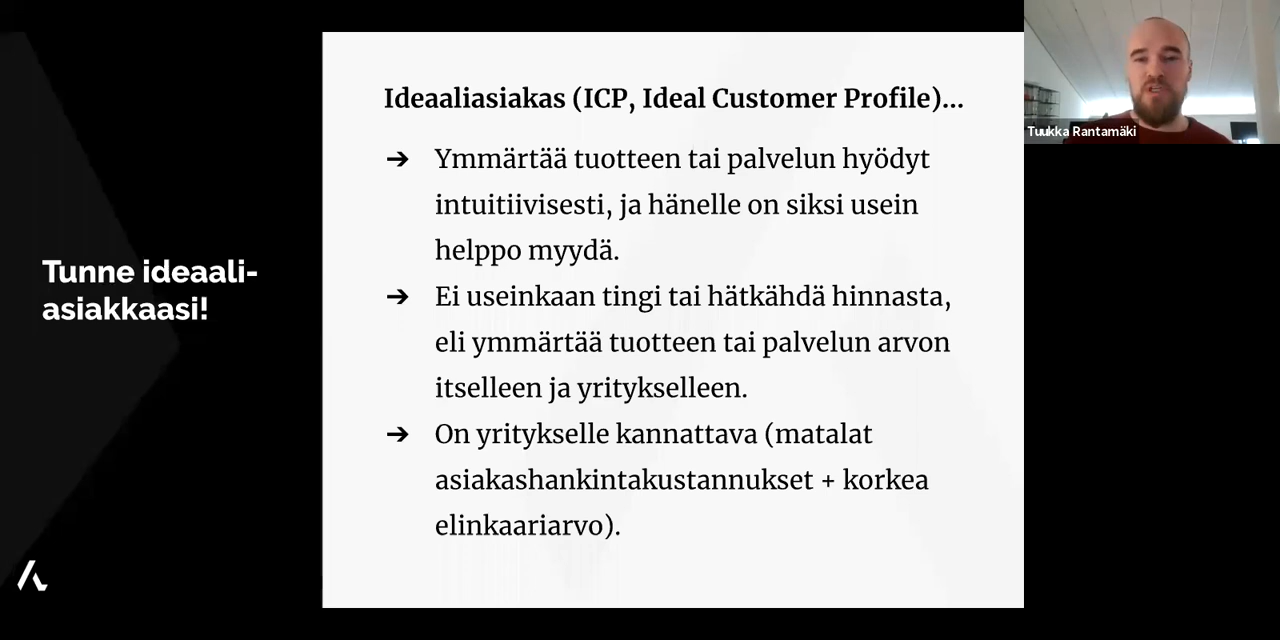 Tunne ideaali-
asiakkaasi!
Ideaaliasiakas (ICP, Ideal Customer Profile)...
➔ Ymmärtää tuotteen tai palvelun hyödyt
intuitiivisesti, ja hänelle on siksi usein
helppo myydä.
➔ Ei useinkaan tingi tai hätkähdä hinnasta,
eli ymmärtää tuotteen tai palvelun arvon
itselleen ja yritykselleen.
➔ On yritykselle kannattava (matalat
asiakashankintakustannukset + korkea
elinkaariarvo).
Tuukka Rantamäki